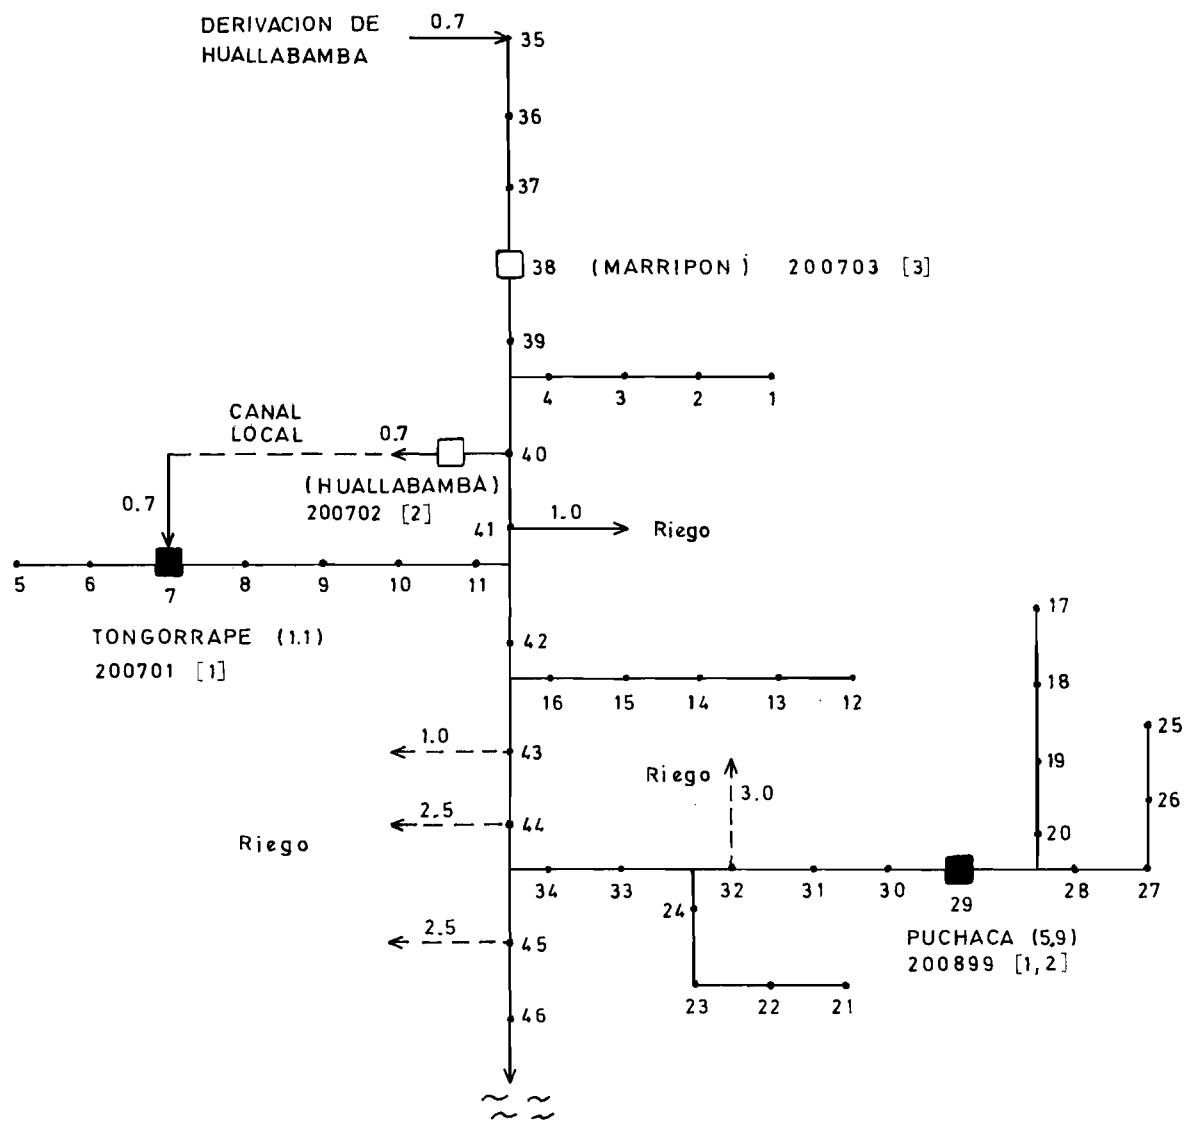 DERIVACION DE
HUALLABAMBA
0.7
35
36
37
38 (MARRIPON) 200703 [3]
39
4 3 2 1
CANAL
LOCAL
0.7
40
(HUALLABAMBA)
200702 [2]
0.7
41
1.0
Riego
5 6 7 8 9 10 11
TONGORRAPE (1.1)
200701 [1]
42
16 15 14 13 12
17
18
19
20
25
26
1.0
43
Riego
3.0
2.5
44
Riego
34 33 32 31 30 29 28 27
24
PUCHACA (5,9)
200899 [1,2]
2.5
45
23 22 21
46